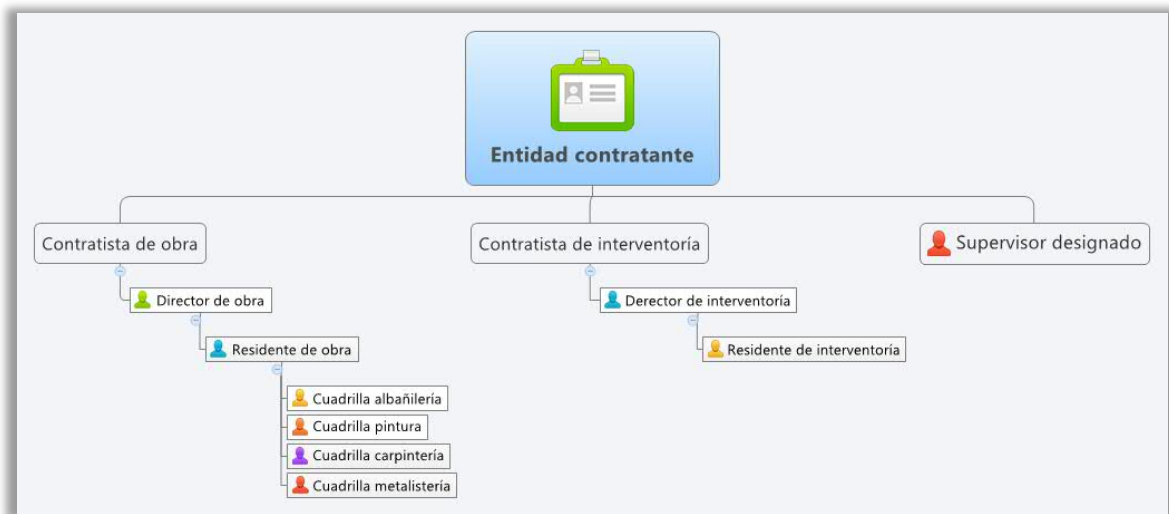 Entidad contratante
Contratista de obra
Contratista de interventoría
Supervisor designado
Director de obra
Derector de interventoría
Residente de obra
Residente de interventoría
Cuadrilla albañilería
Cuadrilla pintura
Cuadrilla carpintería
Cuadrilla metalistería